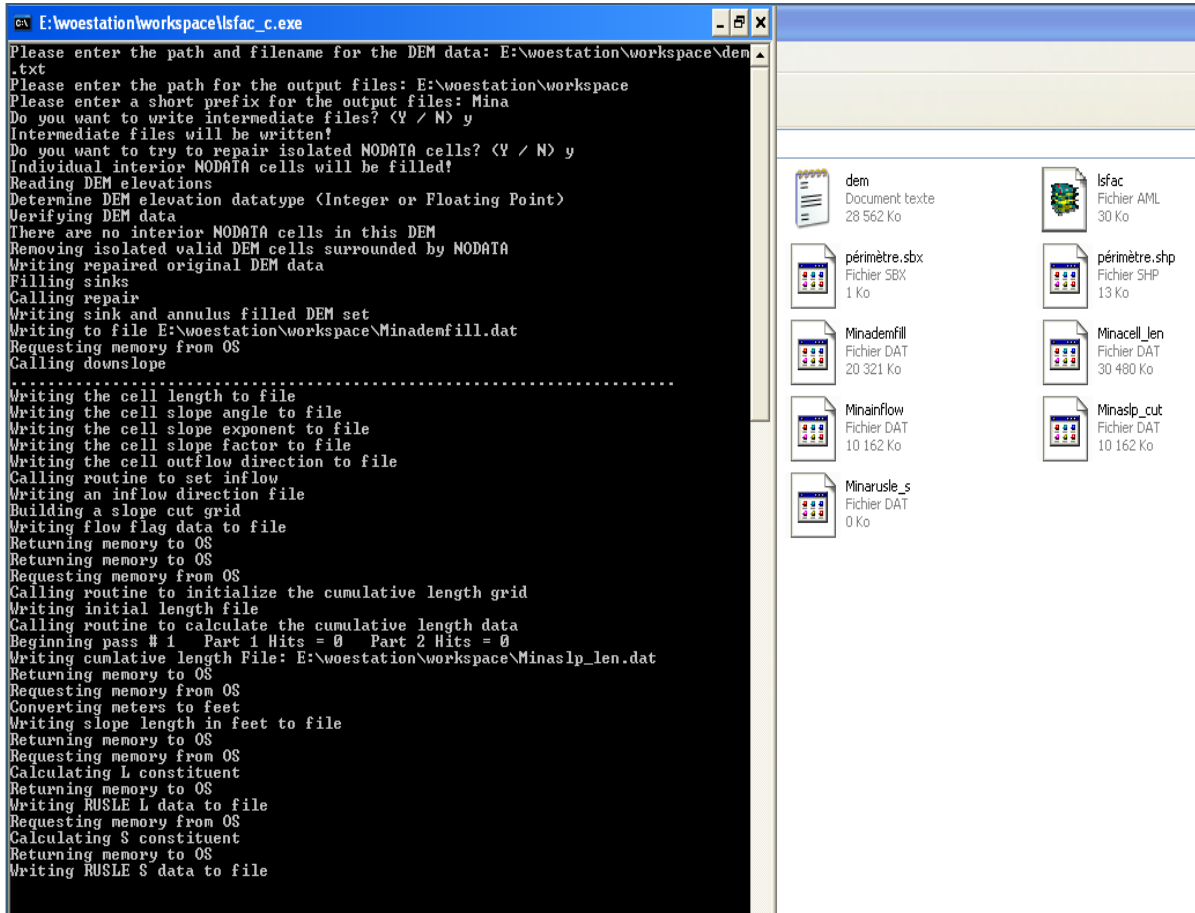 E:\woestation\workspace\lsfac_c.exe
Please enter the path and filename for the DEM data: E:\woestation\workspace\dem
.txt
Please enter the path for the output files: E:\woestation\workspace
Please enter a short prefix for the output files: Mina
Do you want to write intermediate files? (Y / N) y
Intermediate files will be written!
Do you want to try to repair isolated NODATA cells? (Y / N) y
Individual interior NODATA cells will be filled!
Reading DEM elevations
Determine DEM elevation datatype (Integer or Floating Point)
Verifying DEM data
There are no interior NODATA cells in this DEM
Removing isolated valid DEM cells surrounded by NODATA
Writing repaired original DEM data
Filling sinks
Calling repair
Writing sink and annulus filled DEM set
Writing to file E:\woestation\workspace\Minademfill.dat
Requesting memory from OS
Calling downslope
........................................................................
Writing the cell length to file
Writing the cell slope angle to file
Writing the cell slope exponent to file
Writing the cell slope factor to file
Writing the cell outflow direction to file
Calling routine to set inflow
Writing an inflow direction file
Building a slope cut grid
Writing flow flag data to file
Returning memory to OS
Returning memory to OS
Requesting memory from OS
Calling routine to initialize the cumulative length grid
Writing initial length file
Calling routine to calculate the cumulative length data
Beginning pass # 1   Part 1 Hits = 0   Part 2 Hits = 0
Writing cumlative length File: E:\woestation\workspace\Minaslp_len.dat
Returning memory to OS
Requesting memory from OS
Converting meters to feet
Writing slope length in feet to file
Returning memory to OS
Requesting memory from OS
Calculating L constituent
Returning memory to OS
Writing RUSLE L data to file
Requesting memory from OS
Calculating S constituent
Returning memory to OS
Writing RUSLE S data to file
dem
Document texte
28 562 Ko
lsfac
Fichier AML
30 Ko
périmètre.sbx
Fichier SBX
1 Ko
périmètre.shp
Fichier SHP
13 Ko
Minademfill
Fichier DAT
20 321 Ko
Minacell_len
Fichier DAT
30 480 Ko
Minainflow
Fichier DAT
10 162 Ko
Minaslp_cut
Fichier DAT
10 162 Ko
Minarusle_s
Fichier DAT
0 Ko